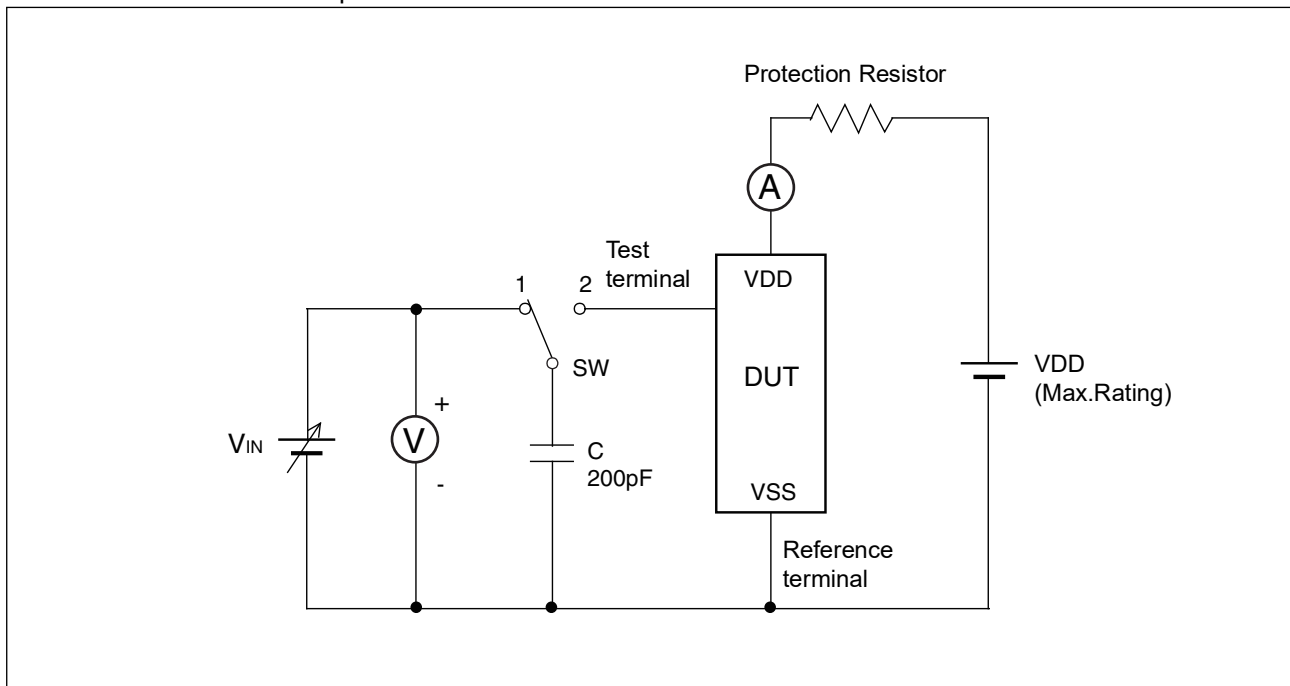 Protection Resistor
A
Test
terminal
1
2
VDD
SW
DUT
VDD
(Max.Rating)
VIN
+
V
-
C
200pF
VSS
Reference
terminal